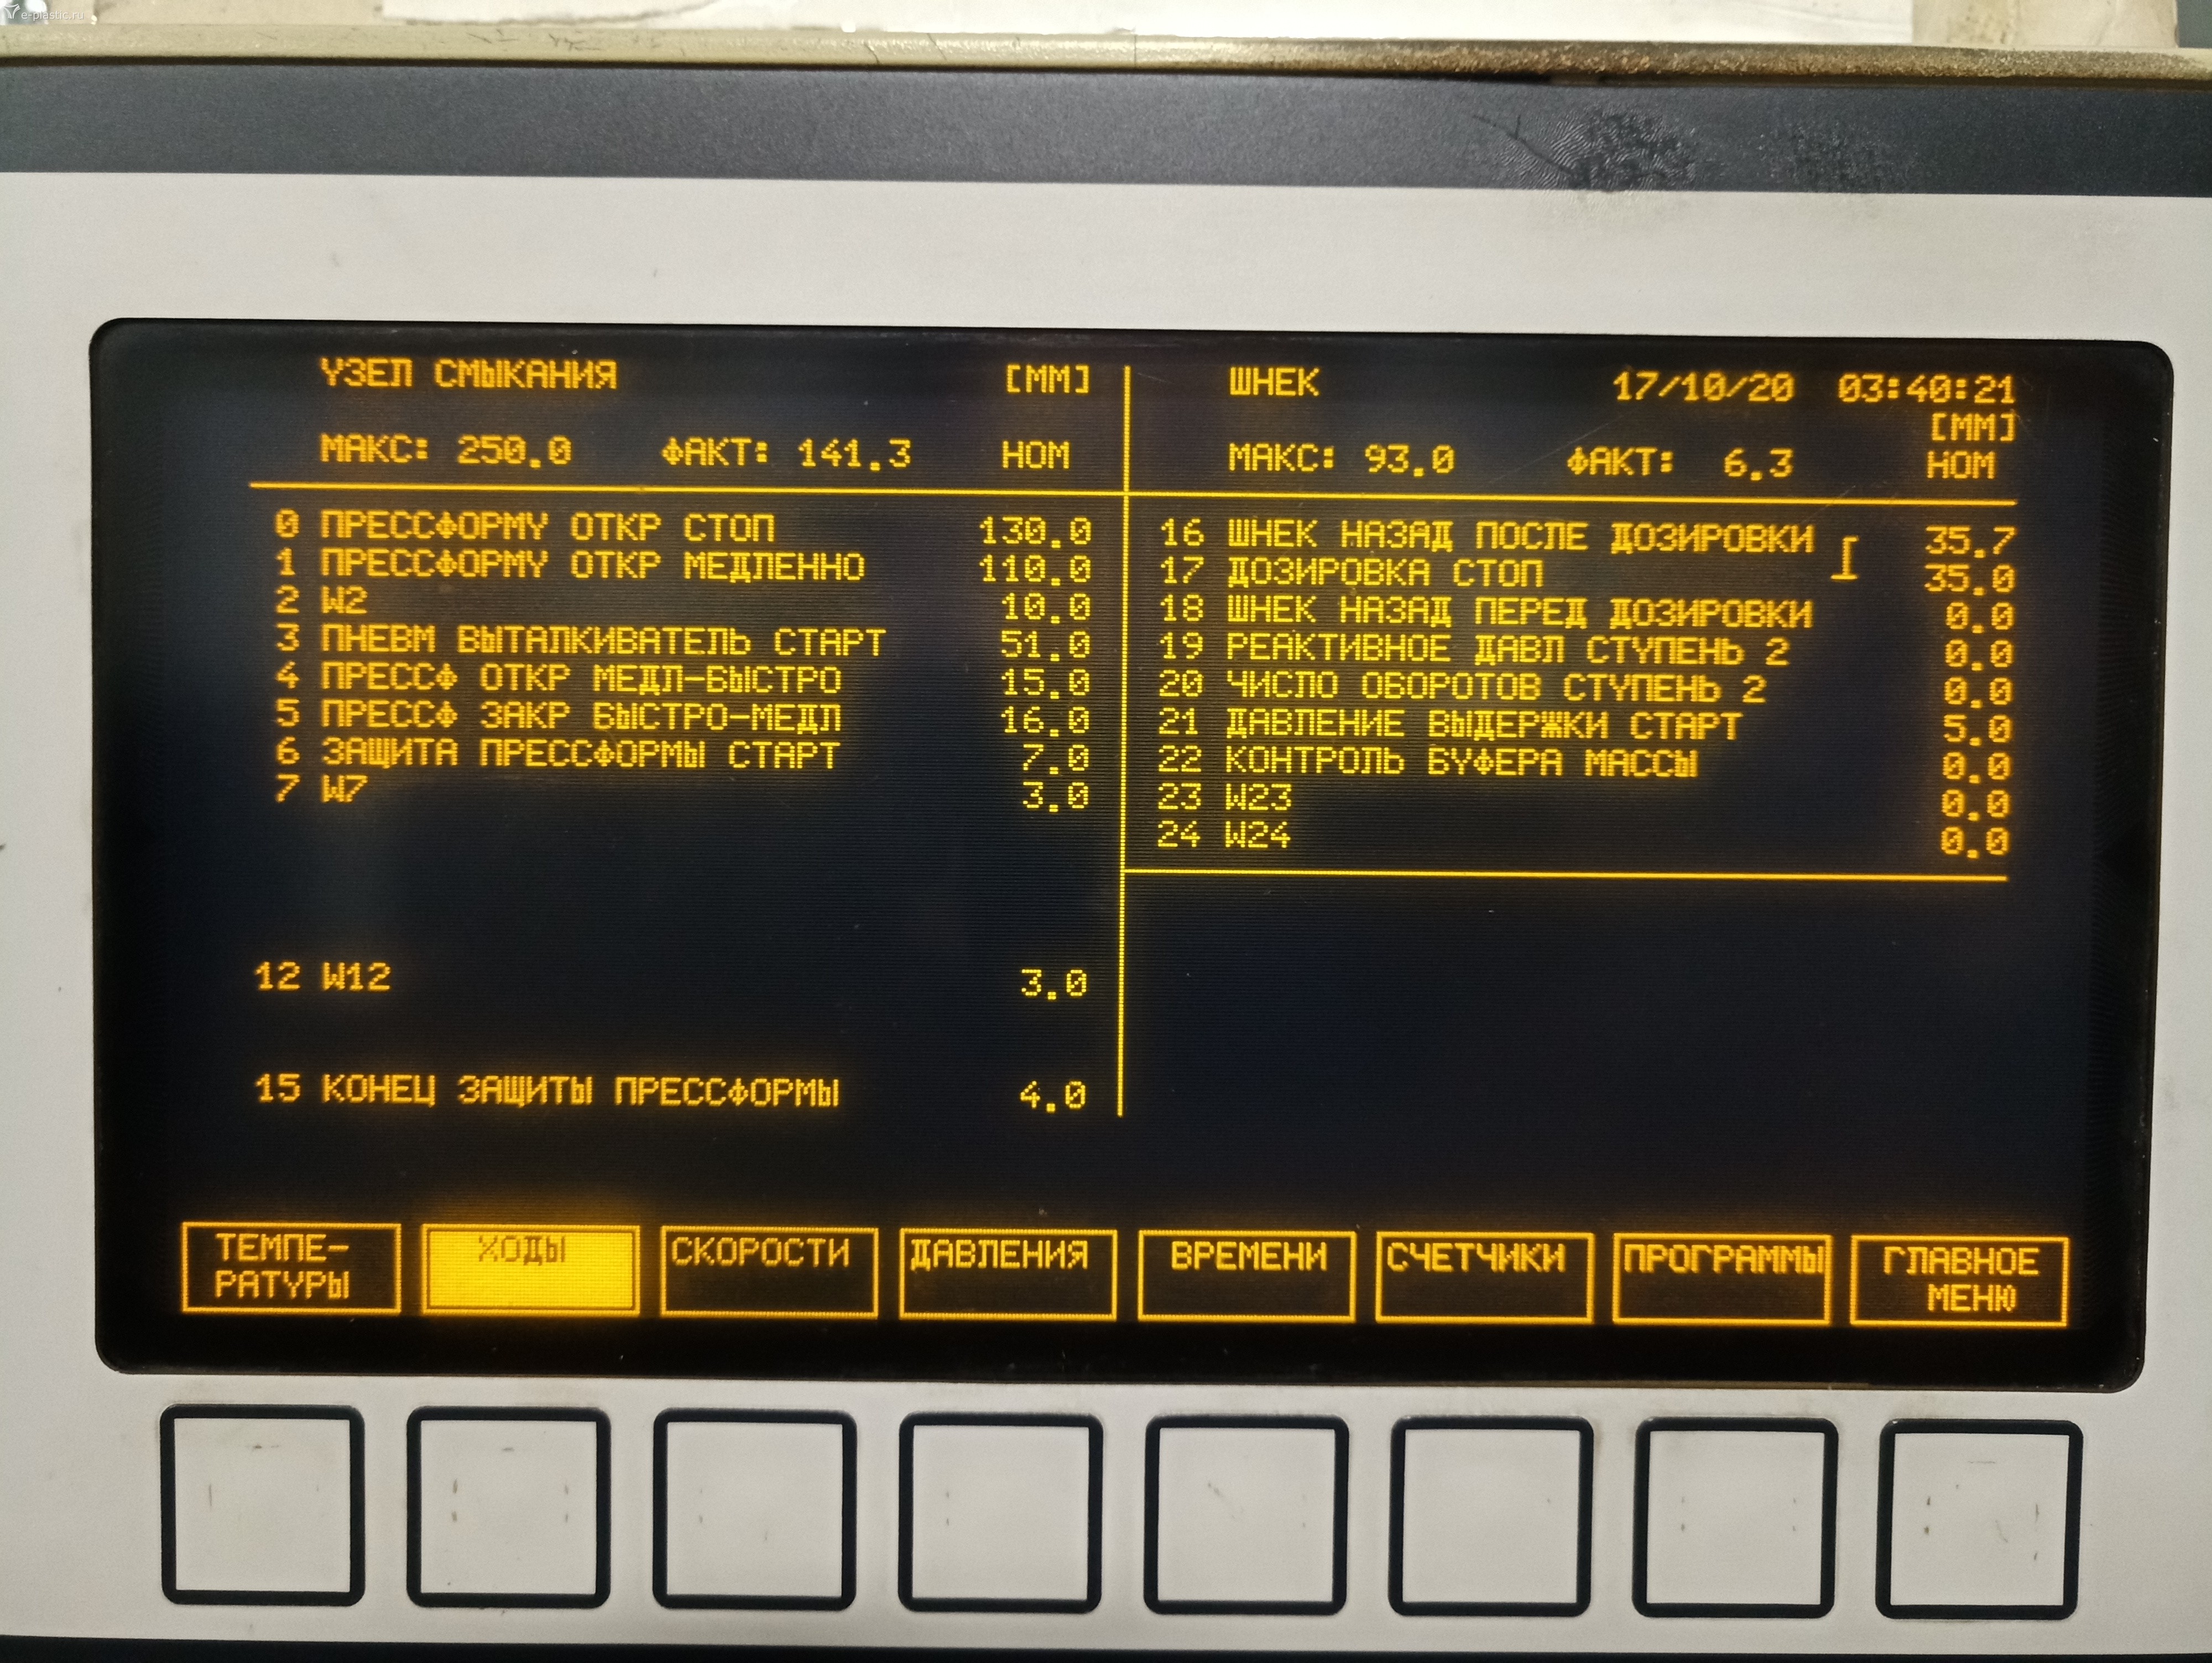 e-plastic.ru
УЗЕЛ СМЫКАНИЯ [ММ]
МАКС: 250.0 ФАКТ: 141.3 НОМ
0 ПРЕССФОРМУ ОТКР СТОП 130.0
1 ПРЕССФОРМУ ОТКР МЕДЛЕННО 110.0
2 W2 10.0
3 ПНЕВМ ВЫТАЛКИВАТЕЛЬ СТАРТ 51.0
4 ПРЕССФ ОТКР МЕДЛ-БЫСТРО 15.0
5 ПРЕССФ ЗАКР БЫСТРО-МЕДЛ 16.0
6 ЗАЩИТА ПРЕССФОРМЫ СТАРТ 7.0
7 W7 3.0
12 W12 3.0
15 КОНЕЦ ЗАЩИТЫ ПРЕССФОРМЫ 4.0
ШНЕК 17/10/20 03:40:21
[ММ]
МАКС: 93.0 ФАКТ: 6.3 НОМ
16 ШНЕК НАЗАД ПОСЛЕ ДОЗИРОВКИ 35.7
17 ДОЗИРОВКА СТОП 35.0
18 ШНЕК НАЗАД ПЕРЕД ДОЗИРОВКИ 0.0
19 РЕАКТИВНОЕ ДАВЛ СТУПЕНЬ 2 0.0
20 ЧИСЛО ОБОРОТОВ СТУПЕНЬ 2 0.0
21 ДАВЛЕНИЕ ВЫДЕРЖКИ СТАРТ 5.0
22 КОНТРОЛЬ БУФЕРА МАССЫ 0.0
23 W23 0.0
24 W24 0.0
ТЕМПЕ-
РАТУРЫ
ХОДЫ
СКОРОСТИ
ДАВЛЕНИЯ
ВРЕМЕНИ
СЧЕТЧИКИ
ПРОГРАММЫ
ГЛАВНОЕ
МЕНЮ